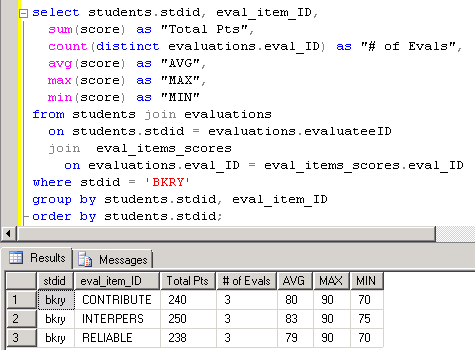 select students.stdid, eval_item_ID,
sum(score) as "Total Pts",
count(distinct evaluations.eval_ID) as "# of Evals",
avg(score) as "AVG",
max(score) as "MAX",
min(score) as "MIN"
from students join evaluations
on students.stdid = evaluations.evaluateeID
join eval_items_scores
on evaluations.eval_ID = eval_items_scores.eval_ID
where stdid = 'BKRY'
group by students.stdid, eval_item_ID
order by students.stdid;
Results Messages
stdid eval_item_ID Total Pts # of Evals AVG MAX MIN
1 bkry CONTRIBUTE 240 3 80 90 70
2 bkry INTERPERS 250 3 83 90 75
3 bkry RELIABLE 238 3 79 90 70